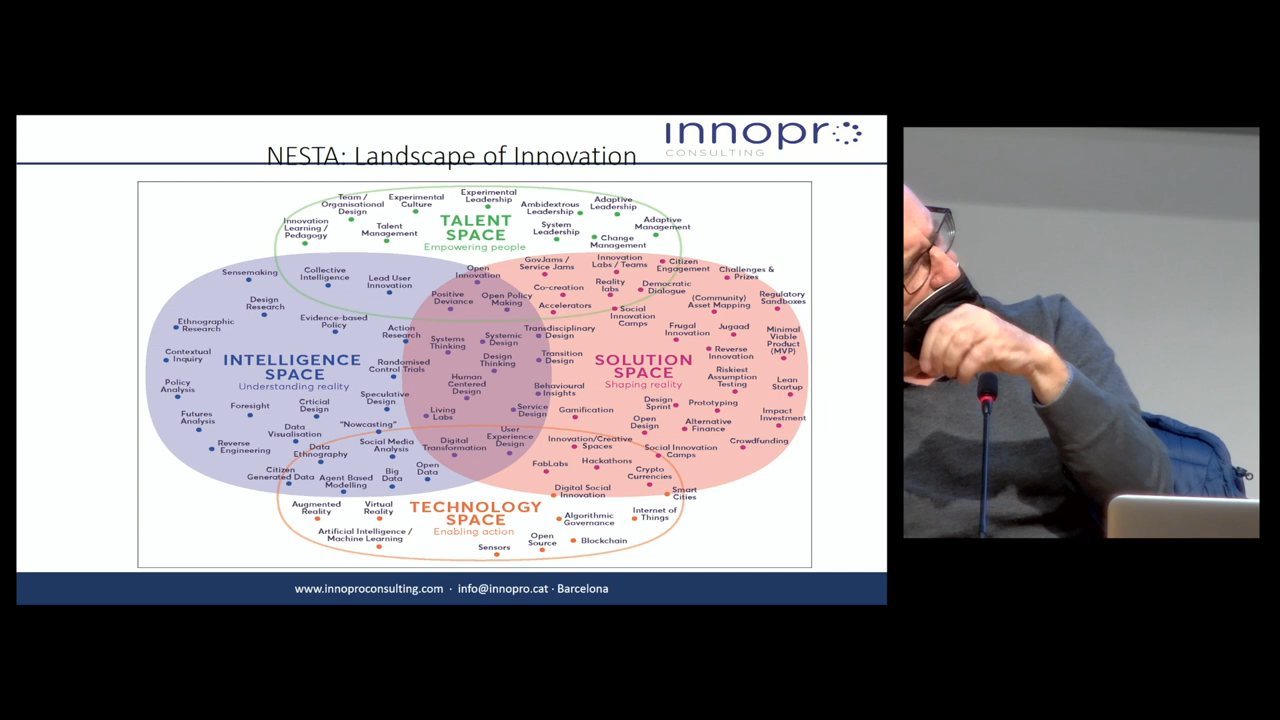 innopro
CONSULTING
NESTA: Landscape of Innovation
Experimental
Leadership
Team /
Organisational
Design
Experimental
Culture
Ambidextrous
Leadership
Adaptive
Leadership
Innovation
Learning /
Pedagogy
Talent
Management
TALENT
SPACE
Empowering people
System
Leadership
Adaptive
Management
Change
Management
Sensemaking
Collective
Intelligence
Lead User
Innovation
Open
Innovation
GovJams /
Service Jams
Innovation
Labs / Teams
Citizen
Engagement
Challenges &
Prizes
Design
Research
Positive
Deviance
Open Policy
Making
Co-creation
Reality
labs
Democratic
Dialogue
(Community)
Asset Mapping
Regulatory
Sandboxes
Accelerators
Social
Innovation
Camps
Ethnographic
Research
Evidence-based
Policy
Action
Research
Systems
Thinking
Systemic
Design
Transdisciplinary
Design
Frugal
Innovation
Jugaad
Minimal
Viable
Product
(MVP)
Contextual
Inquiry
INTELLIGENCE
SPACE
Understanding reality
Randomised
Control Trials
Design
Thinking
Transition
Design
SOLUTION
SPACE
Shaping reality
Reverse
Innovation
Riskiest
Assumption
Testing
Lean
Startup
Policy
Analysis
Human
Centered
Design
Behavioural
Insights
Foresight
Crticial
Design
Speculative
Design
Living
Labs
Service
Design
Gamification
Design
Sprint
Prototyping
Impact
Investment
Futures
Analysis
Data
Visualisation
"Nowcasting"
User
Experience
Design
Open
Design
Alternative
Finance
Reverse
Engineering
Data
Ethnography
Social Media
Analysis
Digital
Transformation
Innovation/Creative
Spaces
Social Innovation
Camps
Crowdfunding
Citizen
Generated Data
Agent Based
Modelling
Big
Data
Open
Data
FabLabs
Hackathons
Crypto
Currencies
Digital Social
Innovation
Smart
Cities
Augmented
Reality
Virtual
Reality
TECHNOLOGY
SPACE
Enabling action
Algorithmic
Governance
Internet of
Things
Artificial Intelligence /
Machine Learning
Sensors
Open
Source
Blockchain
www.innoproconsulting.com · info@innopro.cat · Barcelona